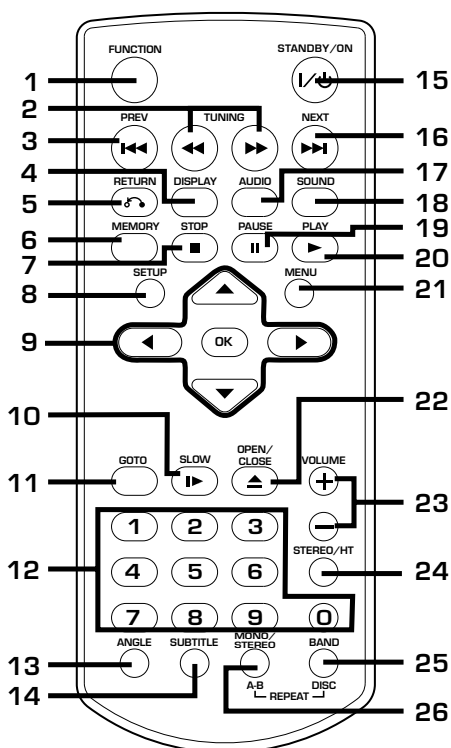 FUNCTION STANDBY/ON
1 15
2 PREV TUNING NEXT
3 16
4 17
RETURN DISPLAY AUDIO SOUND
5 18
6 MEMORY STOP PAUSE PLAY 19
7 20
8 SETUP MENU 21
9 OK
10 22
11 GOTO SLOW OPEN/CLOSE VOLUME
+ 23
1 2 3 −
12 STEREO/HT
4 5 6 24
7 8 9 0
13 ANGLE SUBTITLE MONO/STEREO BAND 25
14 A-B REPEAT DISC 26